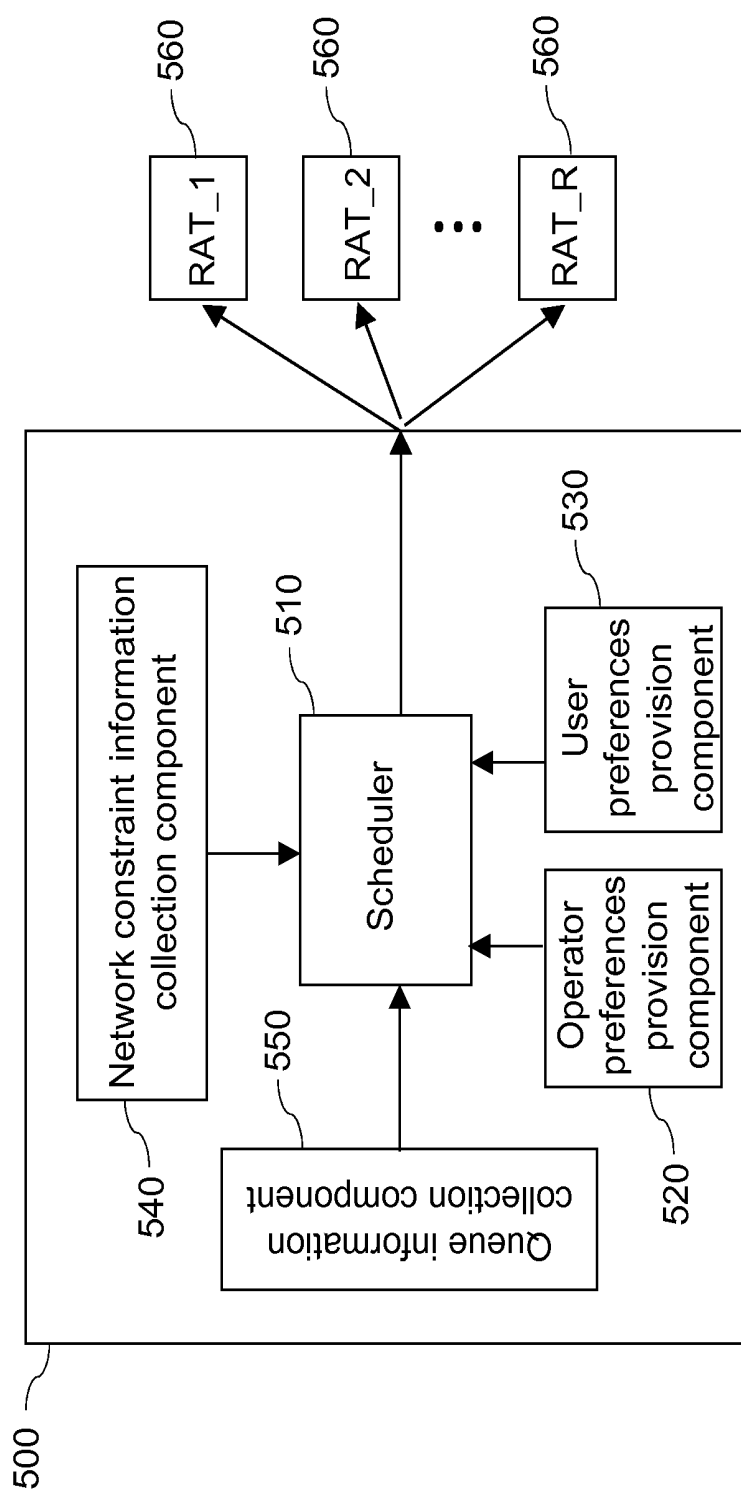 500
540
Network constraint information
collection component
550
Queue information
collection component
510
Scheduler
520
Operator
preferences
provision
component
530
User
preferences
provision
component
560
RAT_1
560
RAT_2
...
560
RAT_R